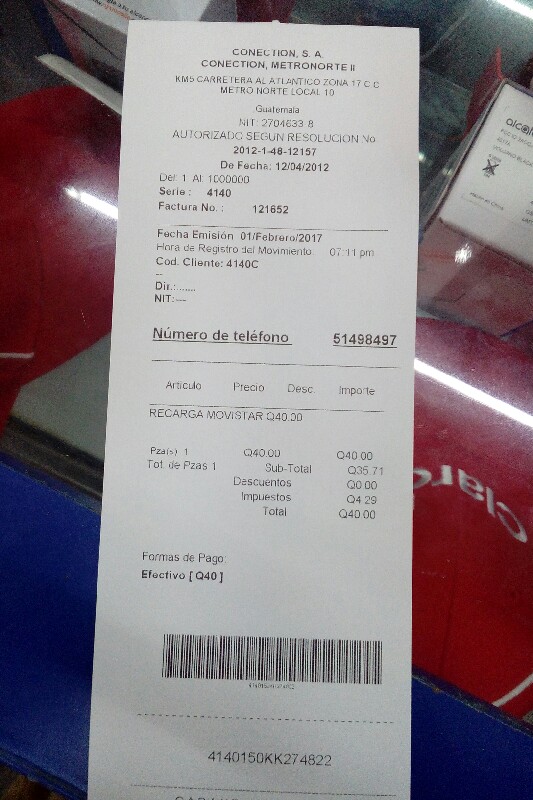 CONECTION, S. A.
CONECTION, METRONORTE II
KM5 CARRETERA AL ATLANTICO ZONA 17 C C
METRO NORTE LOCAL 10
Guatemala
NIT: 2704633-8
AUTORIZADO SEGUN RESOLUCION No
2012-1-48-12157
De Fecha: 12/04/2012
Del: 1 Al: 1000000
Serie : 4140
Factura No. : 121652
Fecha Emisión 01/Febrero/2017
Hora de Registro del Movimiento: 07:11 pm
Cod. Cliente: 4140C
--
Dir.:......
NIT:---
Número de teléfono 51498497
Articulo Precio Desc. Importe
RECARGA MOVISTAR Q40.00
Pza(s) 1 Q40.00 Q40.00
Tot. de Pzas 1 Sub-Total Q35.71
Descuentos Q0.00
Impuestos Q4.29
Total Q40.00
Formas de Pago:
Efectivo [ Q40 ]
4140150KK274822
Claro
alcatel